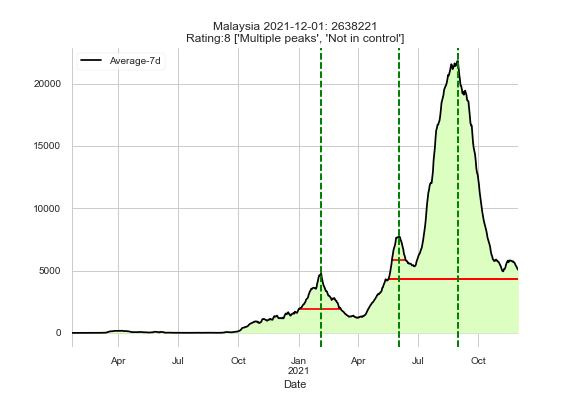 Malaysia 2021-12-01: 2638221
Rating:8 ['Multiple peaks', 'Not in control']
Average-7d
20000
15000
10000
5000
0
Apr
Jul
Oct
Jan
2021
Apr
Jul
Oct
Date